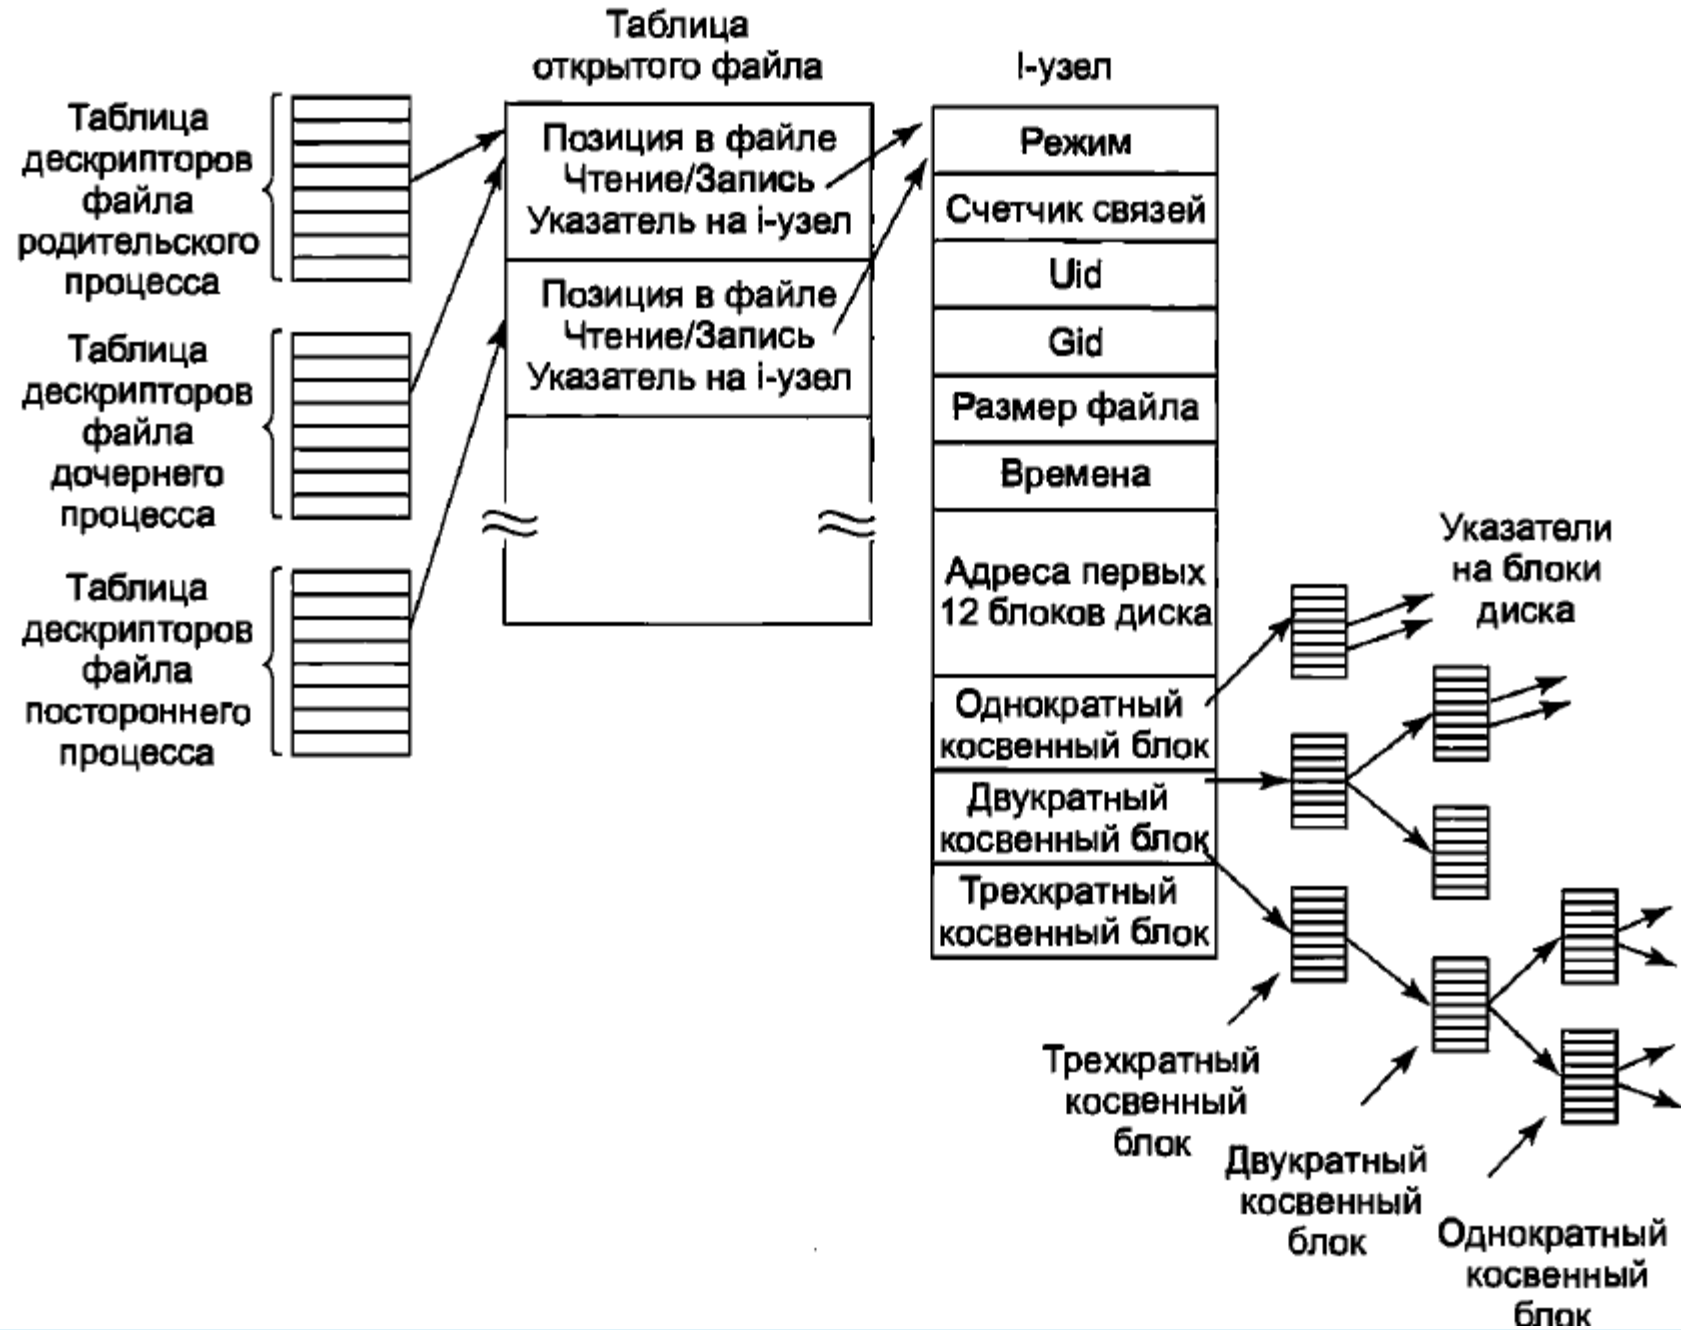 Таблица
открытого файла
I-узел
Таблица
дескрипторов
файла
родительского
процесса
Таблица
дескрипторов
файла
дочернего
процесса
Таблица
дескрипторов
файла
постороннего
процесса
Позиция в файле
Чтение/Запись
Указатель на i-узел
Позиция в файле
Чтение/Запись
Указатель на i-узел
Режим
Счетчик связей
Uid
Gid
Размер файла
Времена
Адреса первых
12 блоков диска
Однократный
косвенный блок
Двукратный
косвенный блок
Трехкратный
косвенный блок
Указатели
на блоки
диска
Трехкратный
косвенный
блок
Двукратный
косвенный
блок
Однократный
косвенный
блок